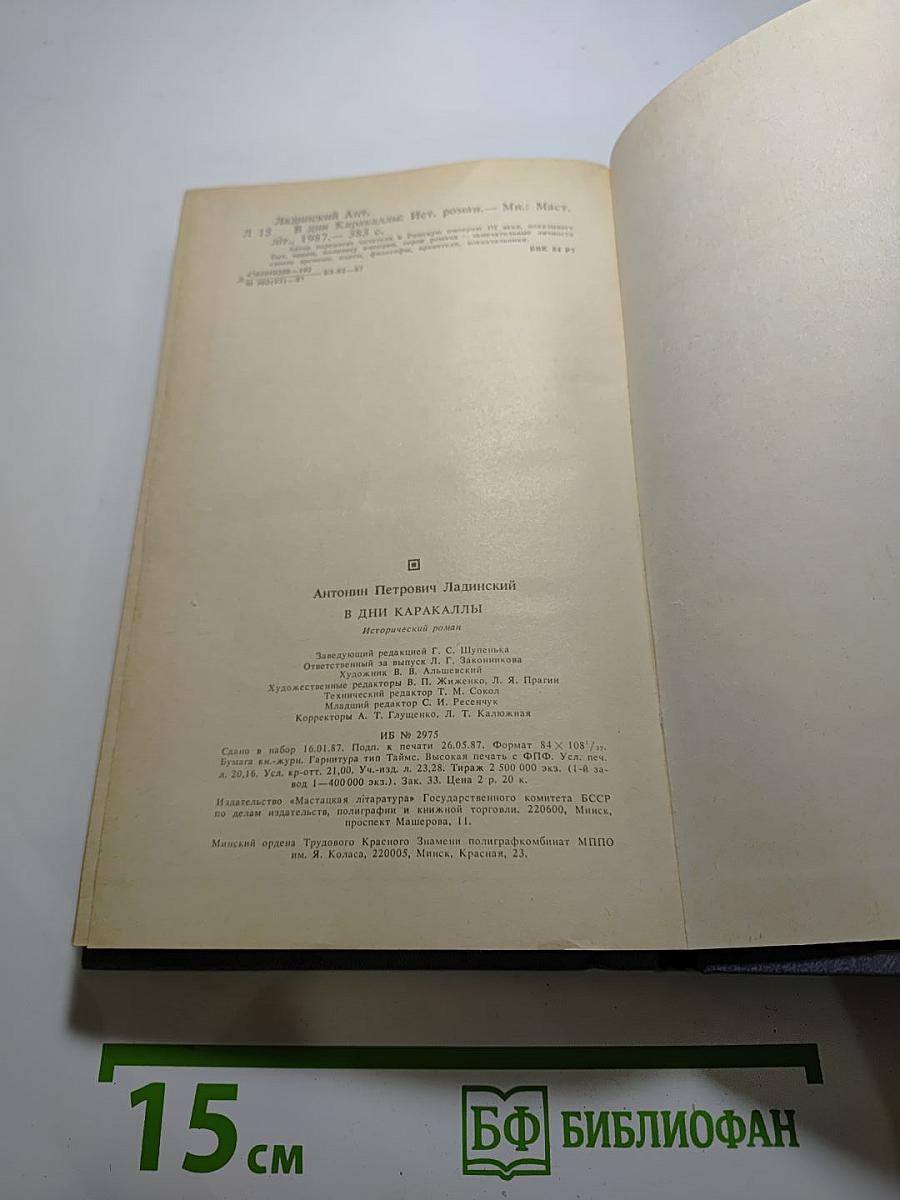 Ладинский Ант.
Л 15 В дни Каракаллы: Ист. роман.— Мн.: Маст.
літ., 1987.— 383 с.
ББК 84 Р7
Антонин Петрович Ладинский
В ДНИ КАРАКАЛЛЫ
Исторический роман
Заведующий редакцией Г. С. Шупенька
Ответственный за выпуск Л. Г. Законникова
Художник В. В. Альшевский
Художественные редакторы В. П. Жиженко, Л. Я. Прагин
Технический редактор Т. М. Сокол
Младший редактор С. И. Ресенчук
Корректоры А. Т. Глущенко, Л. Т. Калюжная
ИБ № 2975
Сдано в набор 16.01.87. Подп. к печати 26.05.87. Формат 84×108¹/₃₂.
Бумага кн.-журн. Гарнитура тип Таймс. Высокая печать с ФПФ. Усл. печ.
л. 20,16. Усл. кр-отт. 21,00. Уч.-изд. л. 23,28. Тираж 2 500 000 экз. (1-й за-
вод 1—400 000 экз.). Зак. 33. Цена 2 р. 20 к.
Издательство «Мастацкая літаратура» Государственного комитета БССР
по делам издательств, полиграфии и книжной торговли. 220600, Минск,
проспект Машерова, 11.
Минский ордена Трудового Красного Знамени полиграфкомбинат МППО
им. Я. Коласа, 220005, Минск, Красная, 23.
15 см
БФ БИБЛИОФАН